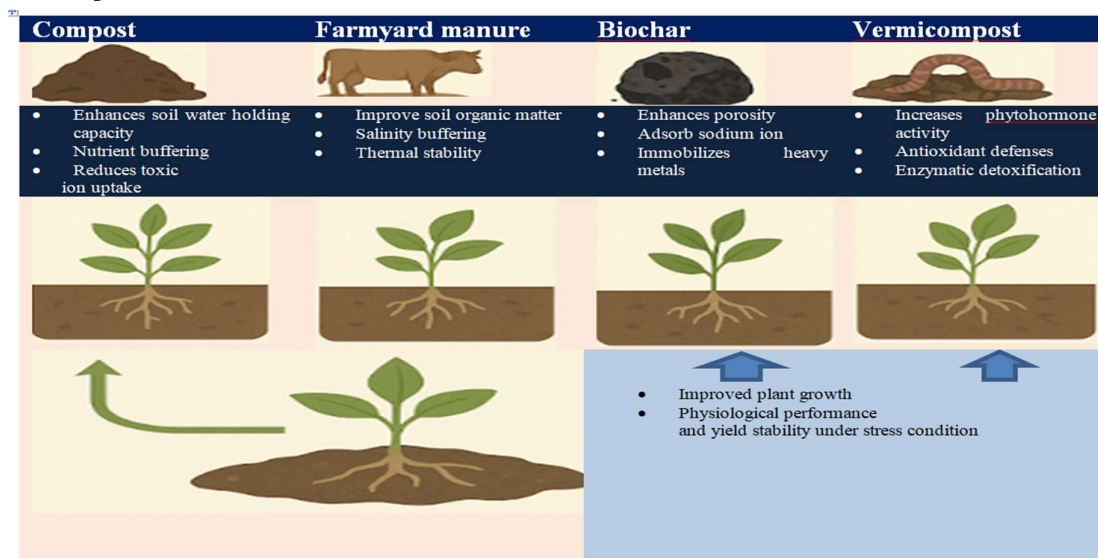 Compost
Farmyard manure
Biochar
Vermicompost
• Enhances soil water holding
capacity
• Nutrient buffering
• Reduces toxic
ion uptake
• Improve soil organic matter
• Salinity buffering
• Thermal stability
• Enhances porosity
• Adsorb sodium ion
• Immobilizes heavy
metals
• Increases phytohormone
activity
• Antioxidant defenses
• Enzymatic detoxification
• Improved plant growth
• Physiological performance
and yield stability under stress condition